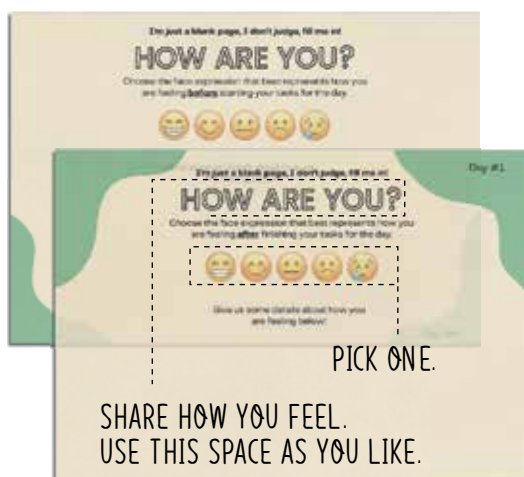 I'm just a blank page, I don't judge, fill me in!
HOW ARE YOU?
Choose the face expression that best represents how you
are feeling before starting your tasks for the day.
Day #1
I'm just a blank page, I don't judge, fill me in!
HOW ARE YOU?
Choose the face expression that best represents how you
are feeling after finishing your tasks for the day.
Give us some details about how you
are feeling below!
PICK ONE.
SHARE HOW YOU FEEL.
USE THIS SPACE AS YOU LIKE.